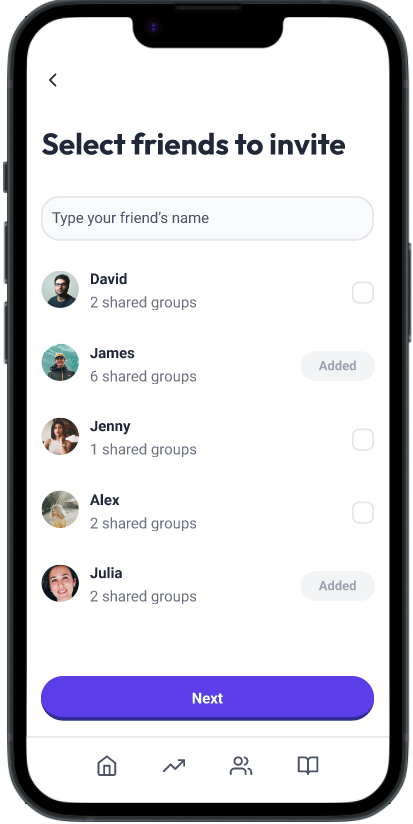 Select friends to invite
Type your friend's name
David
2 shared groups
James
6 shared groups
Added
Jenny
1 shared groups
Alex
2 shared groups
Julia
2 shared groups
Added
Next